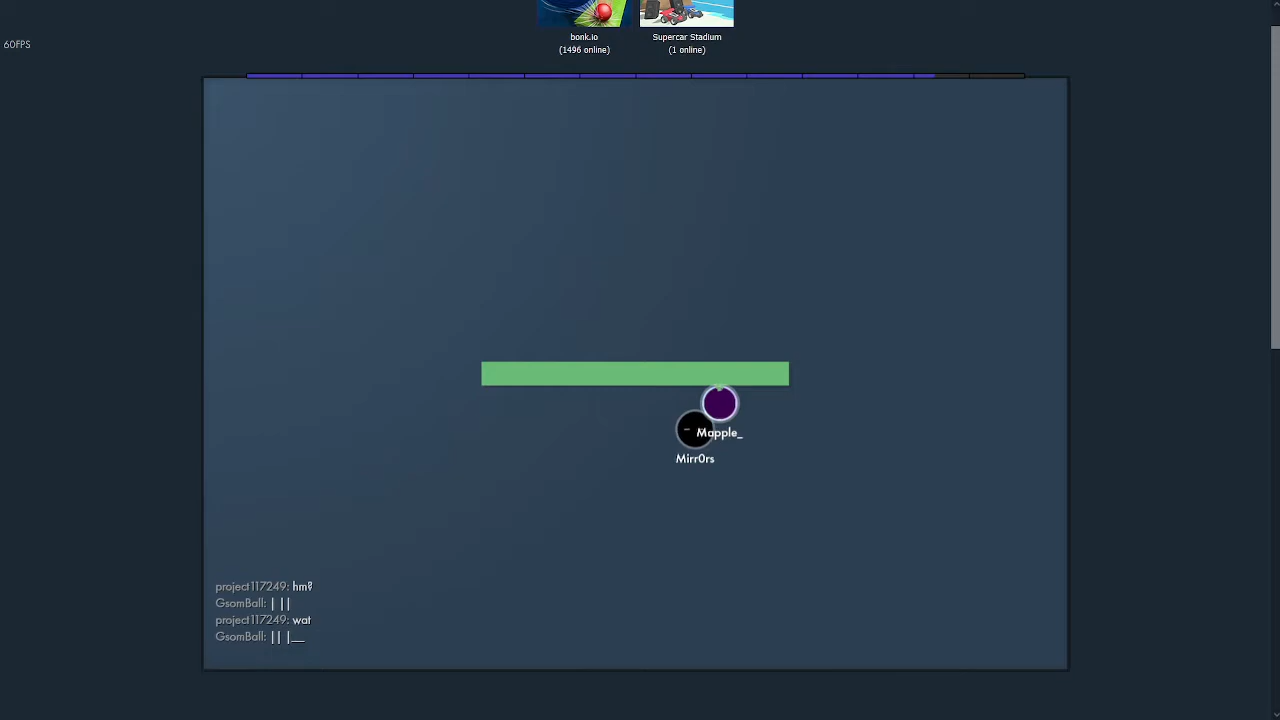 60FPS
bonk.io
(1496 online)
Supercar Stadium
(1 online)
Mapple_
Mirr0rs
project117249: hm?
GsomBall: | | |
project117249: wat
GsomBall: | | |__